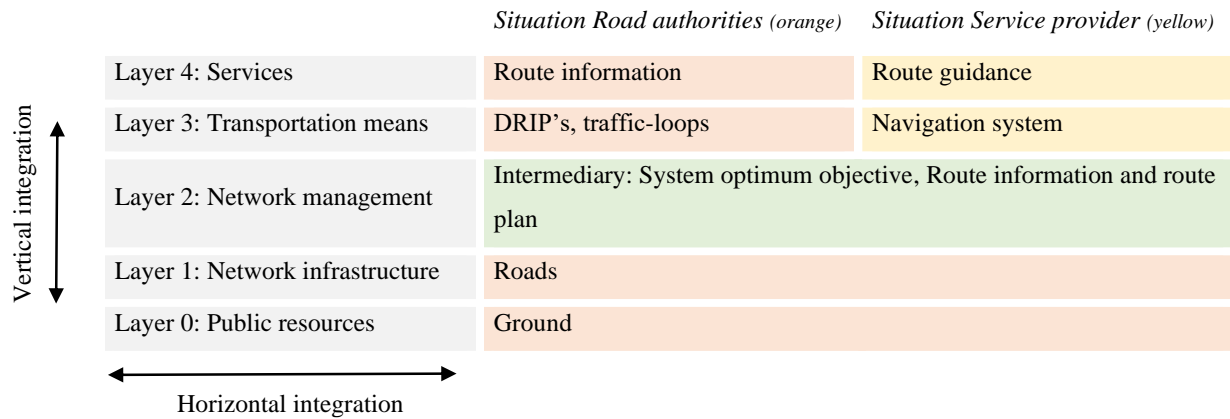 Situation Road authorities (orange) Situation Service provider (yellow)
Layer 4: Services Route information Route guidance
Layer 3: Transportation means DRIP’s, traffic-loops Navigation system
Layer 2: Network management Intermediary: System optimum objective, Route information and route
plan
Layer 1: Network infrastructure Roads
Layer 0: Public resources Ground
Vertical integration
Horizontal integration